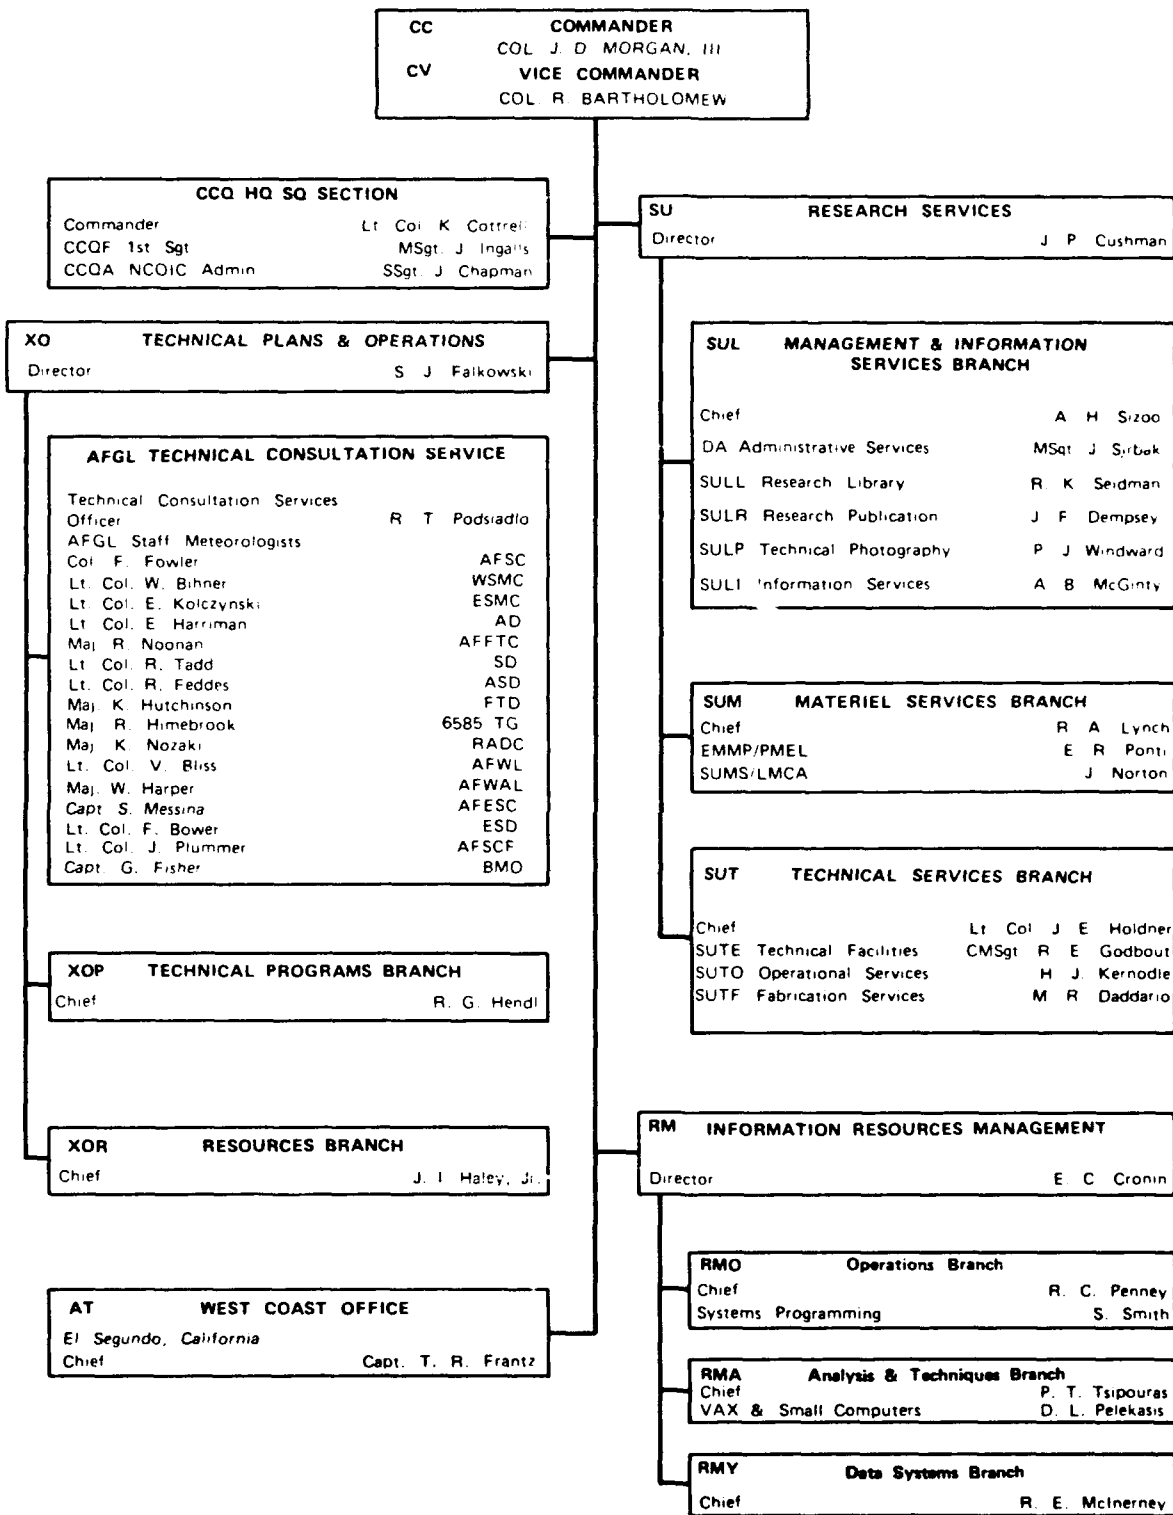 CC COMMANDER
COL J. D MORGAN, III
CV VICE COMMANDER
COL. R. BARTHOLOMEW
CCQ HQ SQ SECTION
Commander Lt Col K Cottrell
CCQF 1st Sgt MSgt. J Ingalls
CCQA NCOIC Admin SSgt. J Chapman
XO TECHNICAL PLANS & OPERATIONS
Director S J Falkowski
AFGL TECHNICAL CONSULTATION SERVICE
Technical Consultation Services
Officer R T Podsiadlo
AFGL Staff Meteorologists
Col F. Fowler AFSC
Lt. Col. W. Bihner WSMC
Lt. Col. E. Kolczynski ESMC
Lt Col. E Harriman AD
Maj R. Noonan AFFTC
Lt Col. R. Tadd SD
Lt. Col. R. Feddes ASD
Maj. K. Hutchinson FTD
Maj R. Himebrook 6585 TG
Maj K. Nozaki RADC
Lt. Col. V. Bliss AFWL
Maj. W. Harper AFWAL
Capt S. Messina AFESC
Lt. Col. F. Bower ESD
Lt. Col. J. Plummer AFSCF
Capt. G. Fisher BMO
XOP TECHNICAL PROGRAMS BRANCH
Chief R. G. Hendl
XOR RESOURCES BRANCH
Chief J. I Haley, Jr.
AT WEST COAST OFFICE
El Segundo, California
Chief Capt. T. R. Frantz
SU RESEARCH SERVICES
Director J P Cushman
SUL MANAGEMENT & INFORMATION
SERVICES BRANCH
Chief A H Sizoo
DA Administrative Services MSgt J Sirbak
SULL Research Library R. K Seidman
SULR Research Publication J F Dempsey
SULP Technical Photography P J Windward
SULI Information Services A B McGinty
SUM MATERIEL SERVICES BRANCH
Chief R A Lynch
EMMP/PMEL E R Ponti
SUMS/LMCA J Norton
SUT TECHNICAL SERVICES BRANCH
Chief Lt Col J E Holdner
SUTE Technical Facilities CMSgt R E Godbout
SUTO Operational Services H J. Kernodle
SUTF Fabrication Services M R Daddario
RM INFORMATION RESOURCES MANAGEMENT
Director E. C Cronin
RMO Operations Branch
Chief R. C. Penney
Systems Programming S. Smith
RMA Analysis & Techniques Branch
Chief P. T. Tsipouras
VAX & Small Computers D. L. Pelekasis
RMY Data Systems Branch
Chief R. E. McInerney